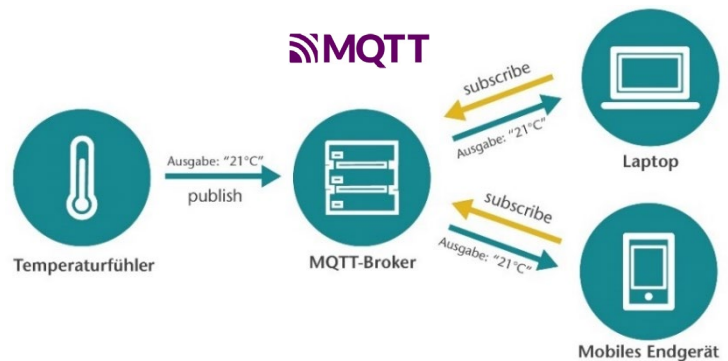 MQTT
Ausgabe: "21°C"
publish
Temperaturfühler
MQTT-Broker
subscribe
Ausgabe: "21°C"
Laptop
subscribe
Ausgabe: "21°C"
Mobiles Endgerät